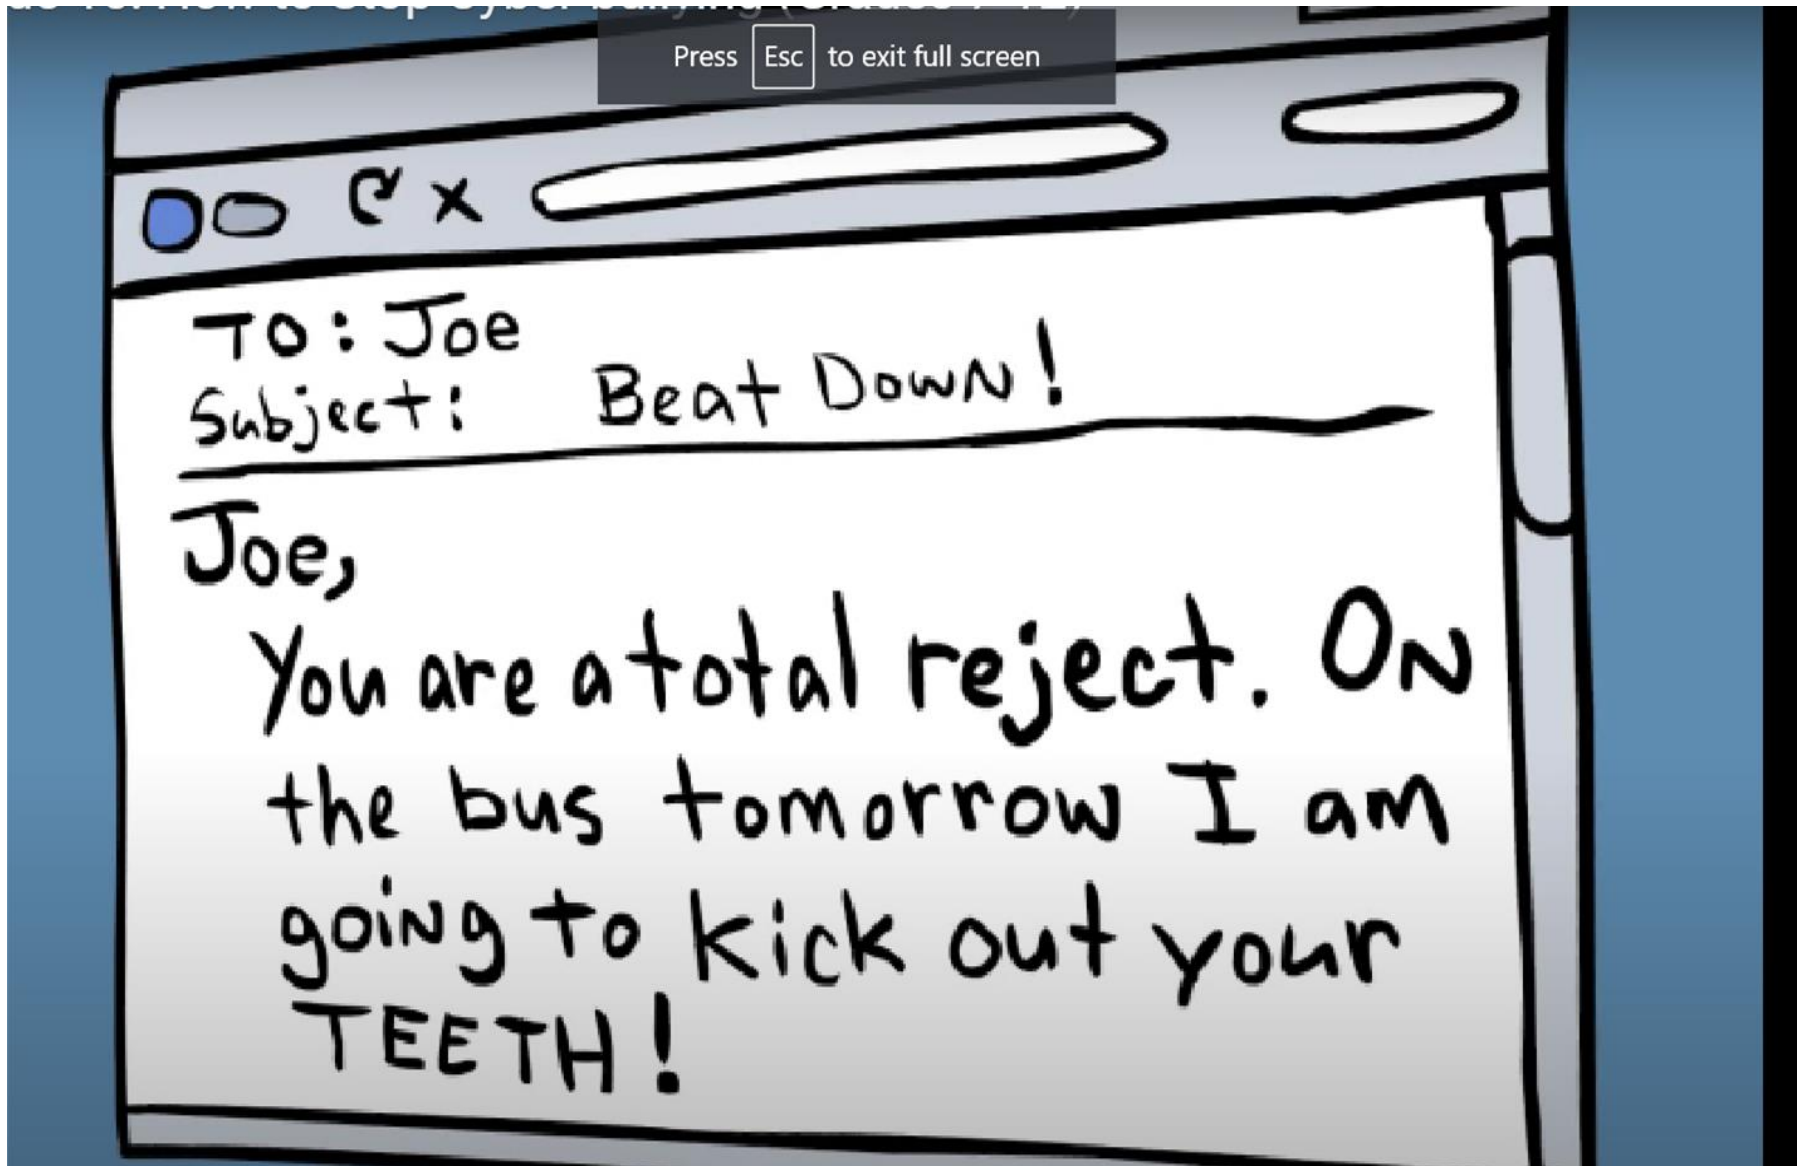 Press Esc to exit full screen
To: Joe
Subject: Beat Down!
Joe,
You are a total reject. ON
the bus tomorrow I am
going to kick out your
TEETH!